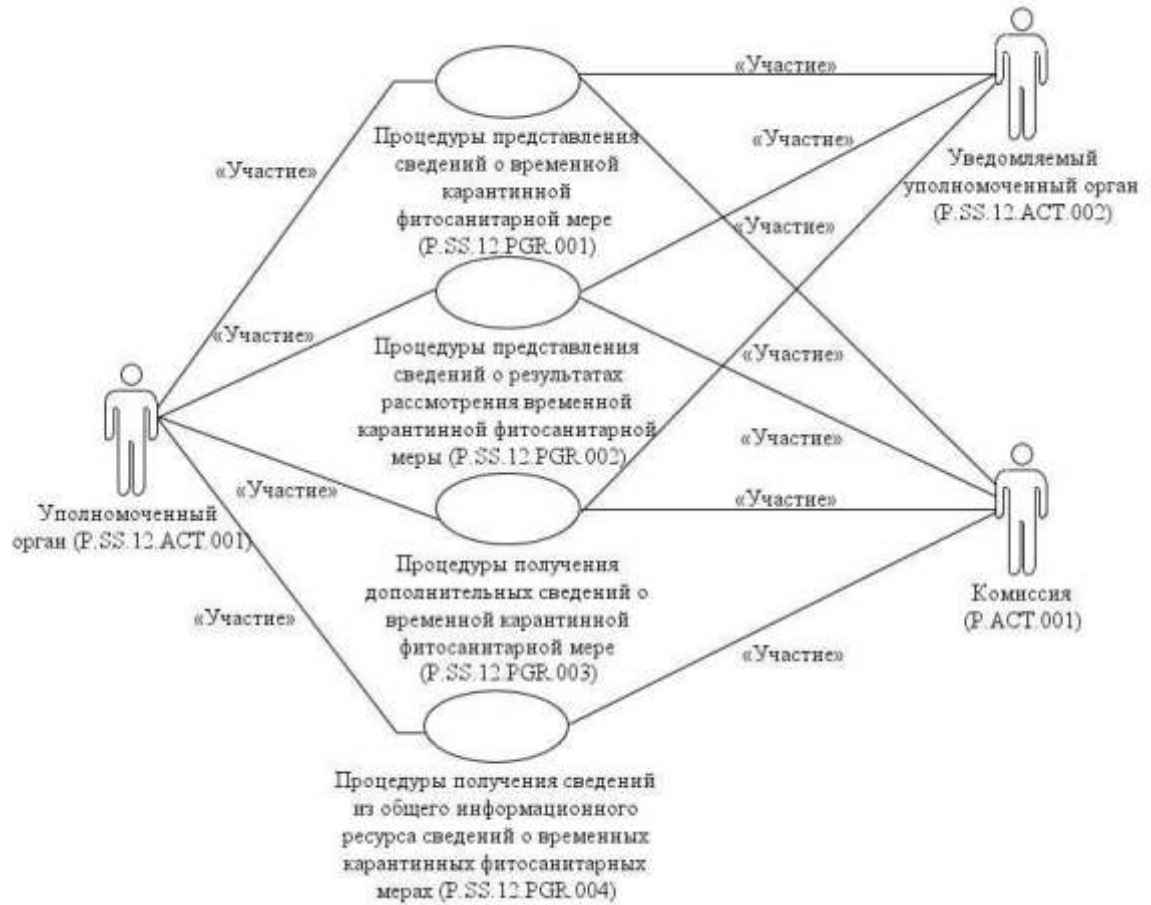 «Участие»
Процедуры представления
сведений о временной
карантинной
фитосанитарной мере
(P.SS.12.PGR.001)
«Участие»
«Участие»
Уведомляемый
уполномоченный орган
(P.SS.12.ACT.002)
«Участие»
«Участие»
Процедуры представления
сведений о результатах
рассмотрения временной
карантинной фитосанитарной
меры (P.SS.12.PGR.002)
«Участие»
«Участие»
«Участие»
Уполномоченный
орган (P.SS.12.ACT.001)
«Участие»
Процедуры получения
дополнительных сведений о
временной карантинной
фитосанитарной мере
(P.SS.12.PGR.003)
«Участие»
Комиссия
(P.ACT.001)
«Участие»
«Участие»
Процедуры получения сведений
из общего информационного
ресурса сведений о временных
карантинных фитосанитарных
мерах (P.SS.12.PGR.004)